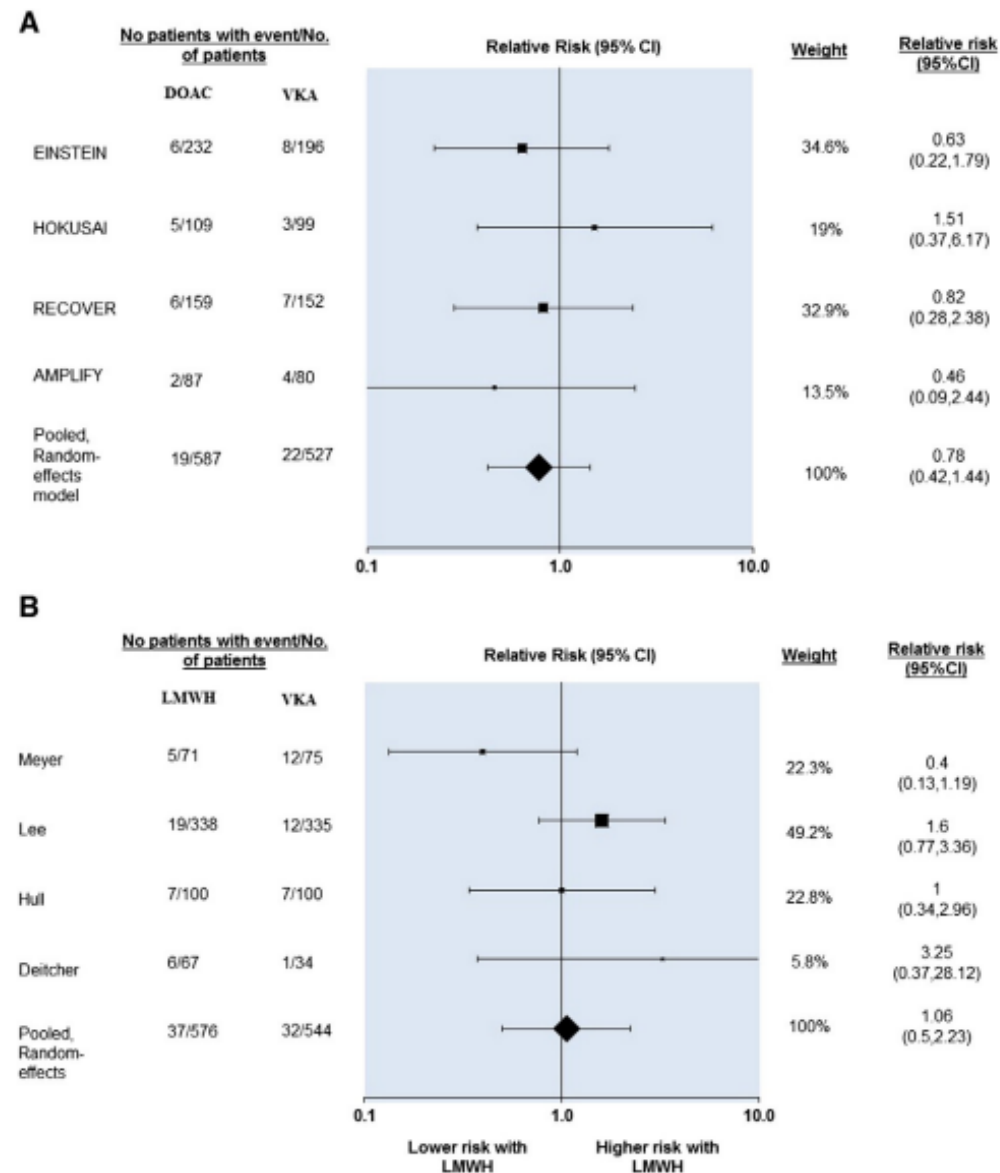 A
No patients with event/No. of patients
Relative Risk (95% CI)
Weight
Relative risk (95%CI)
DOAC VKA
EINSTEIN 6/232 8/196 34.6% 0.63 (0.22,1.79)
HOKUSAI 5/109 3/99 19% 1.51 (0.37,6.17)
RECOVER 6/159 7/152 32.9% 0.82 (0.28,2.38)
AMPLIFY 2/87 4/80 13.5% 0.46 (0.09,2.44)
Pooled, Random-effects model 19/587 22/527 100% 0.78 (0.42,1.44)
0.1 1.0 10.0
B
No patients with event/No. of patients
Relative Risk (95% CI)
Weight
Relative risk (95%CI)
LMWH VKA
Meyer 5/71 12/75 22.3% 0.4 (0.13,1.19)
Lee 19/338 12/335 49.2% 1.6 (0.77,3.36)
Hull 7/100 7/100 22.8% 1 (0.34,2.96)
Deitcher 6/67 1/34 5.8% 3.25 (0.37,28.12)
Pooled, Random-effects 37/576 32/544 100% 1.06 (0.5,2.23)
0.1 1.0 10.0
Lower risk with LMWH
Higher risk with LMWH